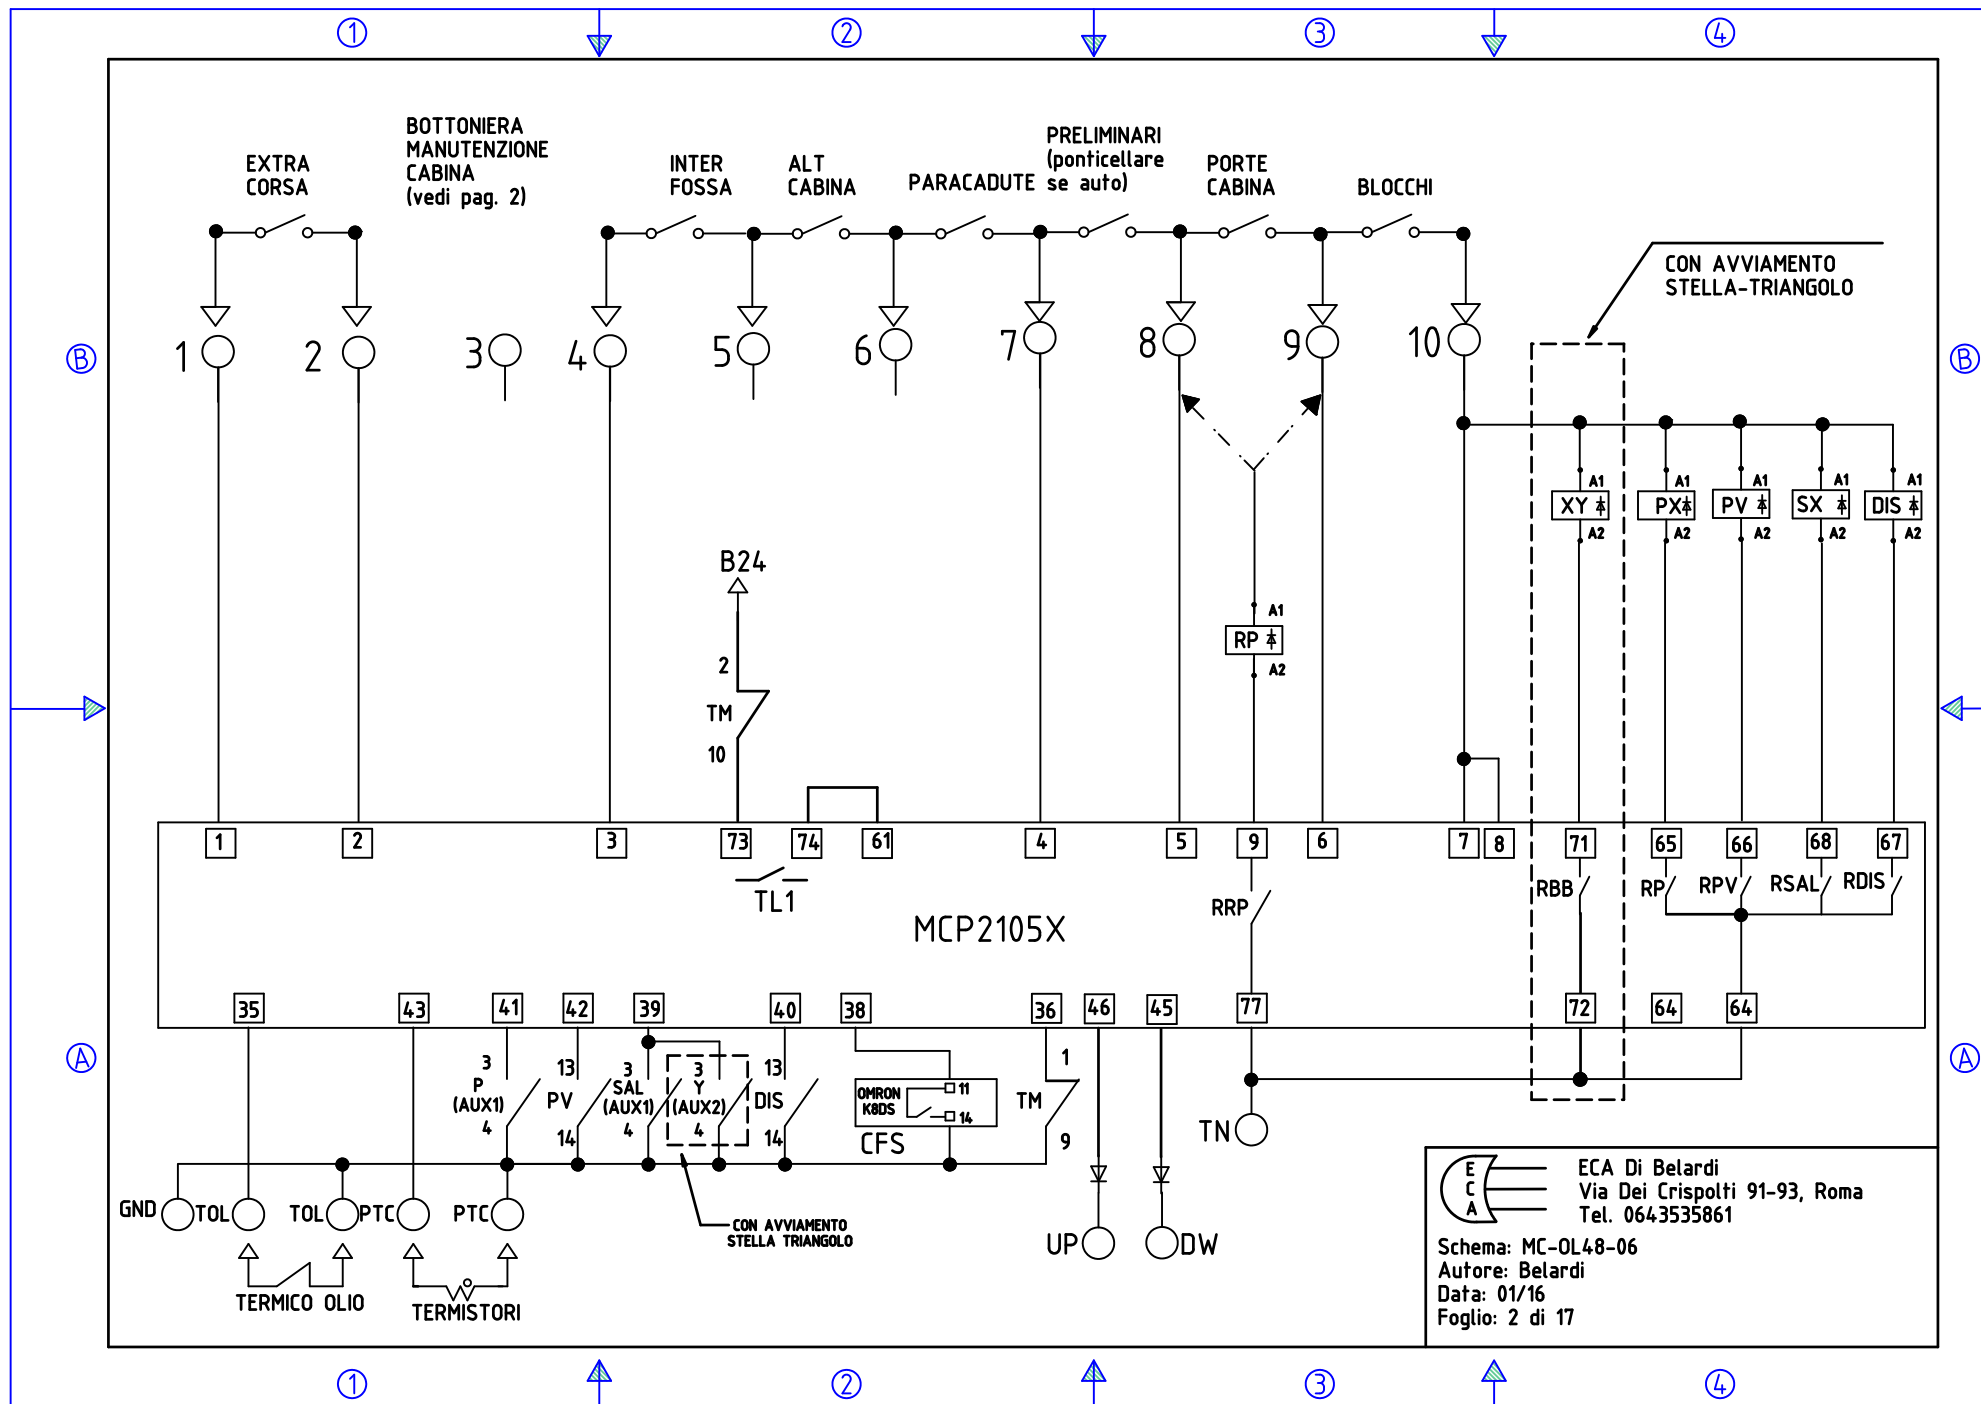 1 2 3 4
EXTRA
CORSA
BOTTONIERA
MANUTENZIONE
CABINA
(vedi pag. 2)
INTER
FOSSA
ALT
CABINA
PARACADUTE
PRELIMINARI
(ponticellare
se auto)
PORTE
CABINA
BLOCCHI
CON AVVIAMENTO
STELLA-TRIANGOLO
B 1 2 3 4 5 6 7 8 9 10 B
A1 A1 A1 A1 A1
XY PX PV SX DIS
A2 A2 A2 A2 A2
B24
2
TM
10
A1
RP
A2
1 2 3 73 74 61 4 5 9 6 7 8 71 65 66 68 67
TL1
RRP
RBB RP RPV RSAL RDIS
MCP2105X
35 43 41 42 39 40 38 36 46 45 77 72 64 64
A A
3
P
(AUX1)
4
13
PV
14
3
SAL
(AUX1)
4
3
Y
(AUX2)
4
13
DIS
14
OMRON
K8DS
11
14
CFS
1
TM
9
TN
GND TOL TOL PTC PTC
CON AVVIAMENTO
STELLA TRIANGOLO
UP DW
TERMICO OLIO
TERMISTORI
E
C
A
ECA Di Belardi
Via Dei Crispolti 91-93, Roma
Tel. 0643535861
Schema: MC-OL48-06
Autore: Belardi
Data: 01/16
Foglio: 2 di 17
1 2 3 4